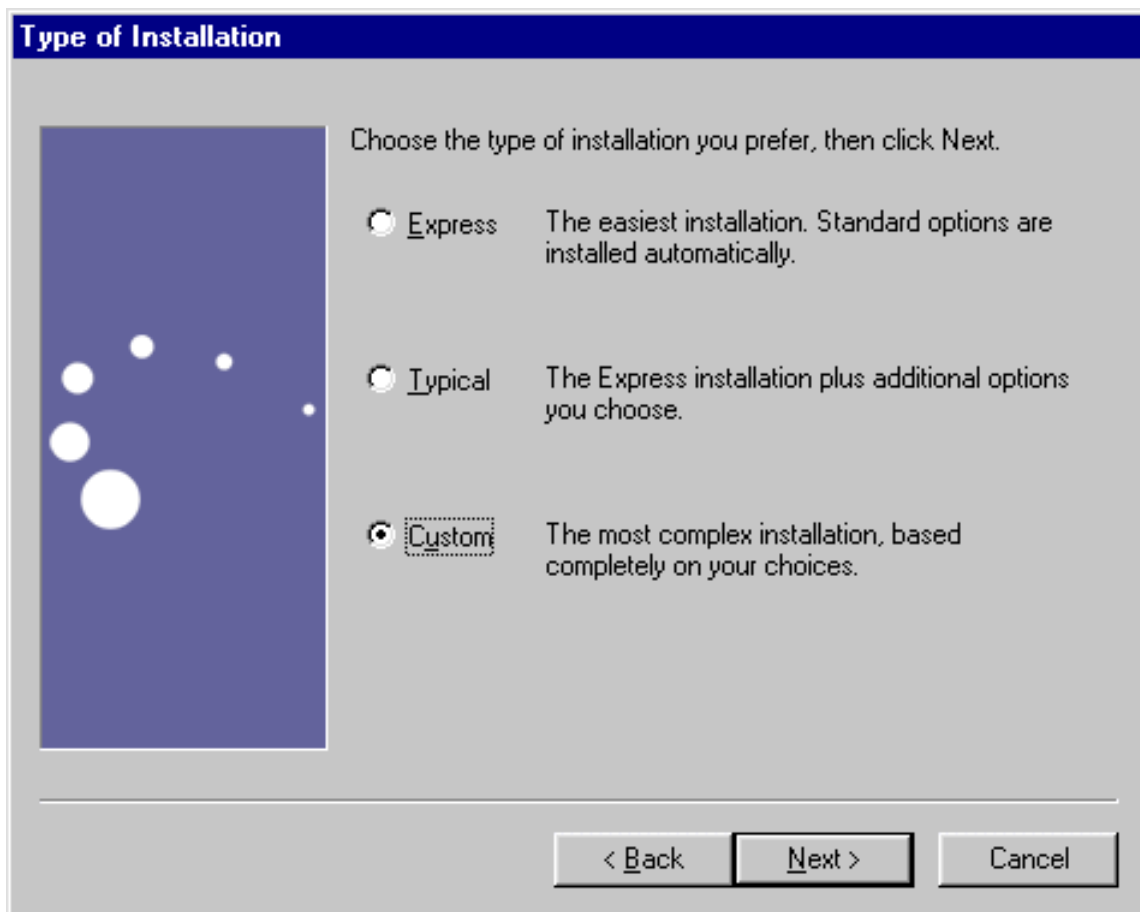 Type of Installation
Choose the type of installation you prefer, then click Next.
Express
The easiest installation. Standard options are
installed automatically.
Typical
The Express installation plus additional options
you choose.
Custom
The most complex installation, based
completely on your choices.
< Back
Next >
Cancel